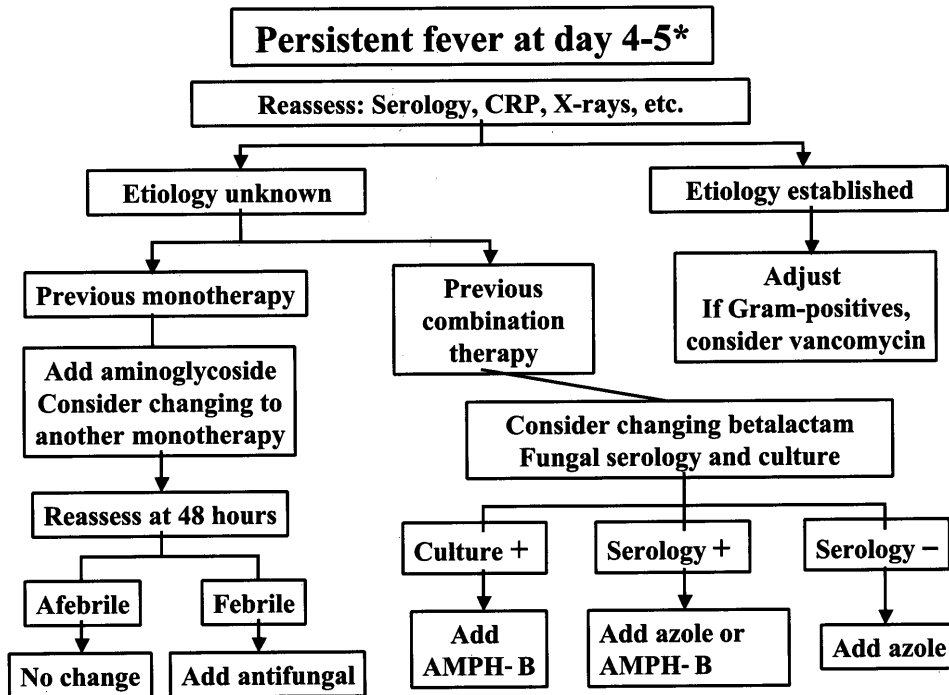 Persistent fever at day 4-5*
Reassess: Serology, CRP, X-rays, etc.
Etiology unknown
Etiology established
Previous monotherapy
Previous
combination
therapy
Adjust
If Gram-positives,
consider vancomycin
Add aminoglycoside
Consider changing to
another monotherapy
Consider changing betalactam
Fungal serology and culture
Reassess at 48 hours
Culture +
Serology +
Serology –
Afebrile
Febrile
Add
AMPH- B
Add azole or
AMPH- B
Add azole
No change
Add antifungal